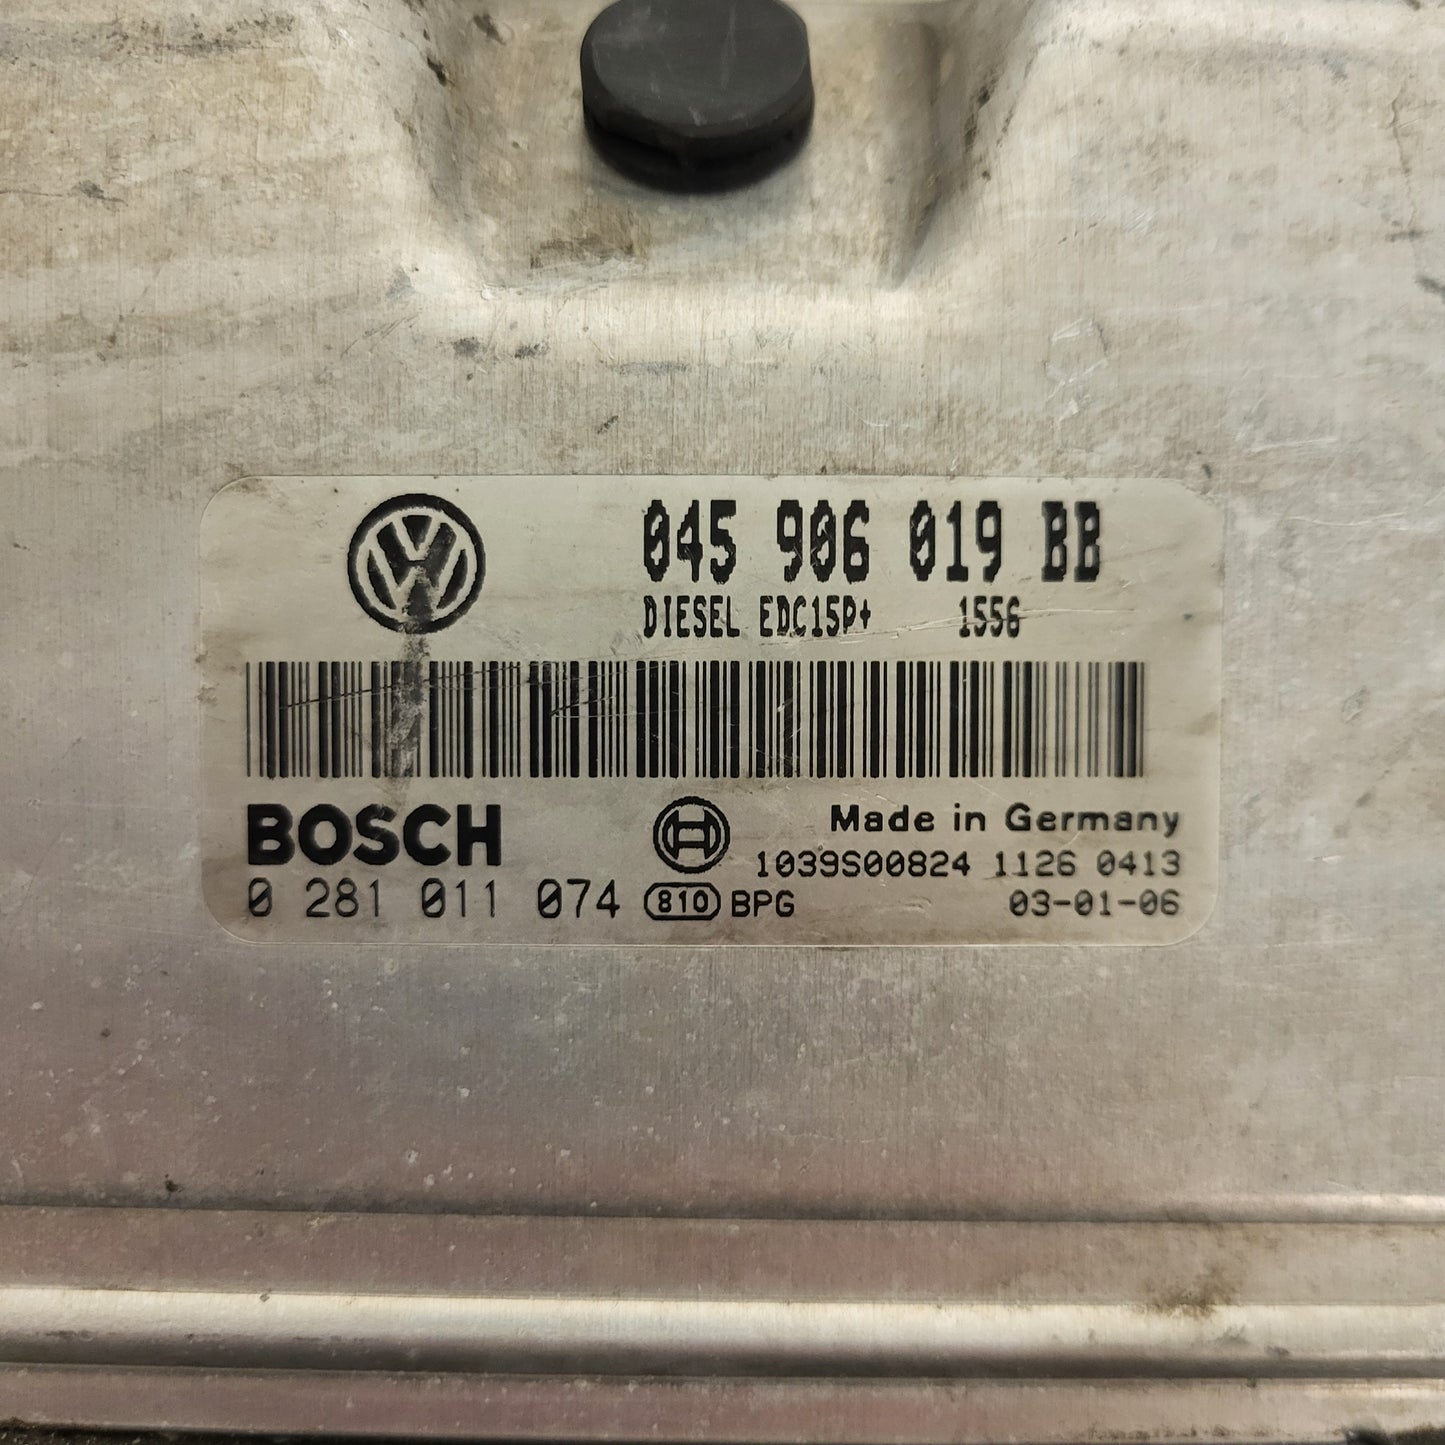 045 906 019 BB
DIESEL EDC15P+ 1556
BOSCH
Made in Germany
1039S00824 1126 0413
0 281 011 074 810 BPG 03-01-06